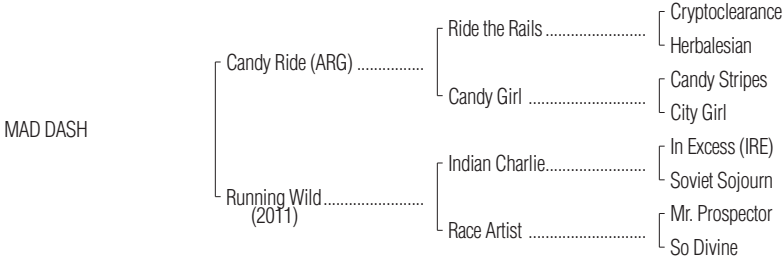 Cryptoclearance
Ride the Rails ........................
Herbalesian
Candy Ride (ARG) ................
Candy Stripes
Candy Girl ............................
City Girl
MAD DASH
In Excess (IRE)
Indian Charlie........................
Soviet Sojourn
Running Wild........................
(2011)
Mr. Prospector
Race Artist ............................
So Divine